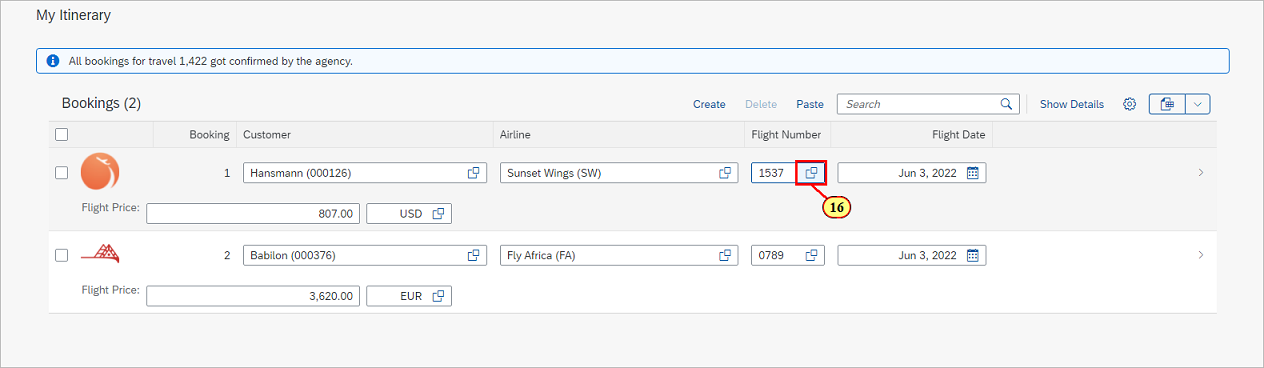 My Itinerary
All bookings for travel 1,422 got confirmed by the agency.
Bookings (2) Create Delete Paste Search Show Details
Booking Customer Airline Flight Number Flight Date
1 Hansmann (000126) Sunset Wings (SW) 1537 Jun 3, 2022
16
Flight Price: 807.00 USD
2 Babilon (000376) Fly Africa (FA) 0789 Jun 3, 2022
Flight Price: 3,620.00 EUR